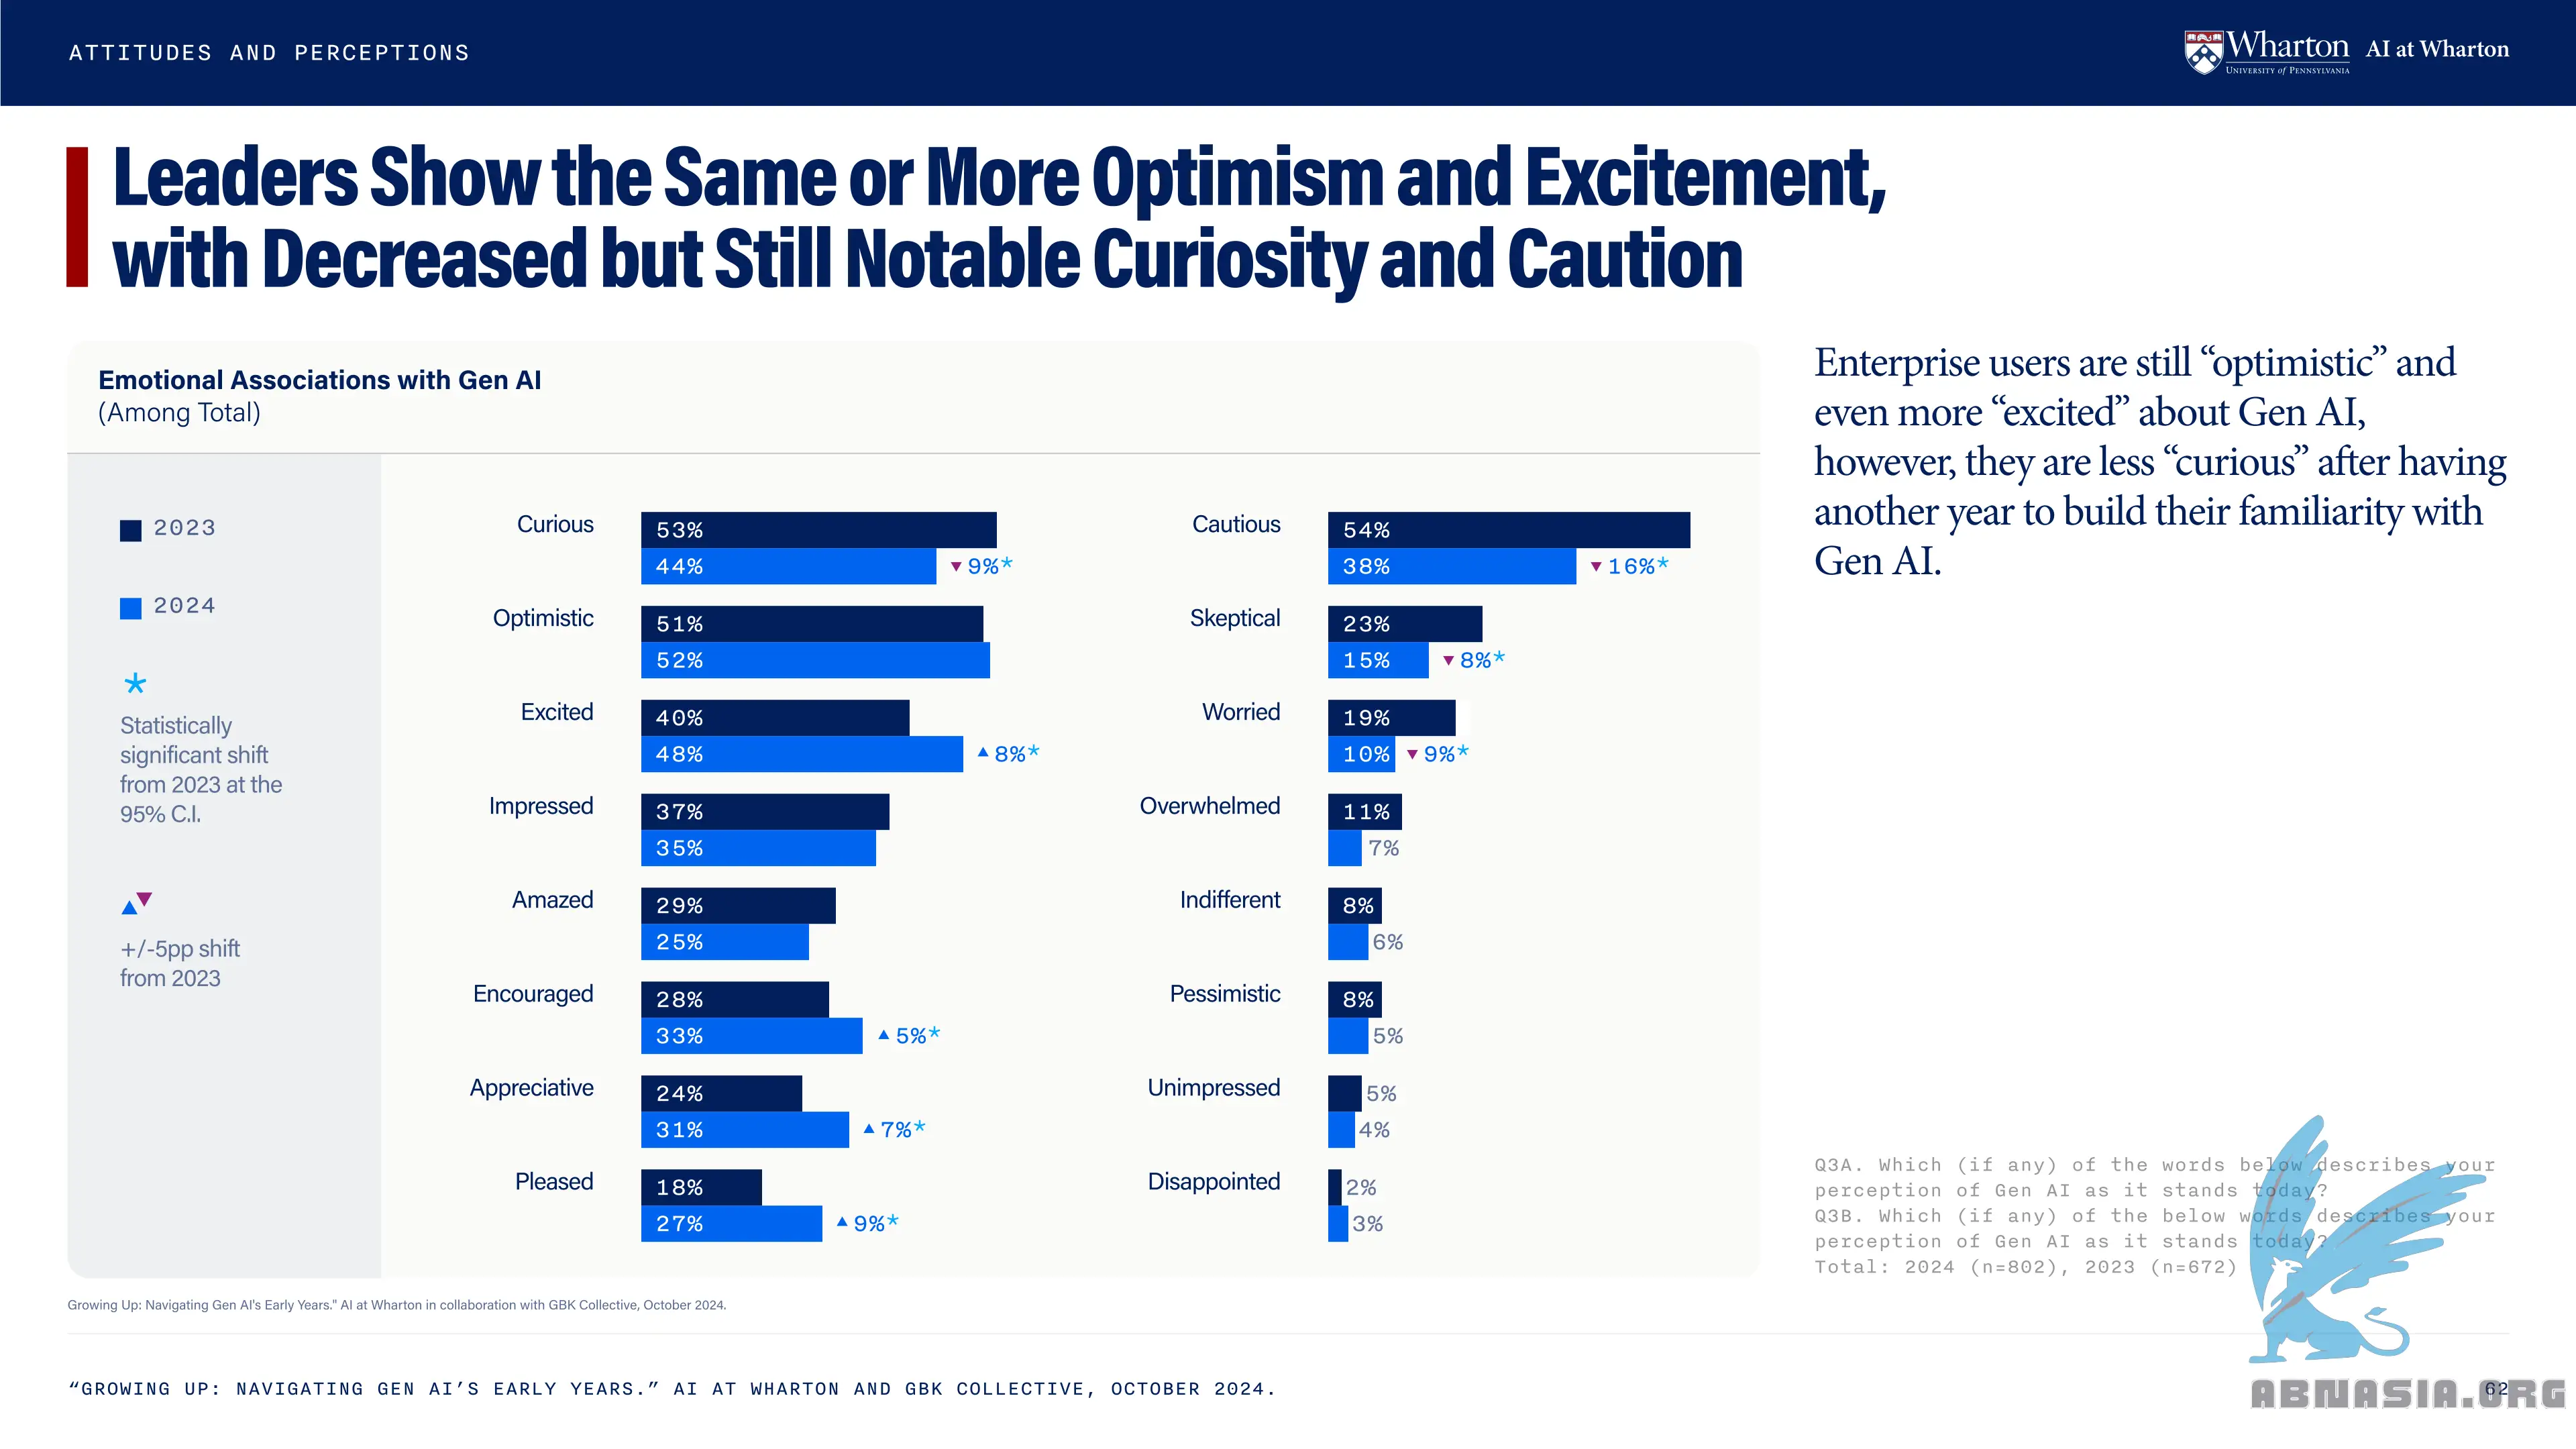 ATTITUDES AND PERCEPTIONS
Wharton
UNIVERSITY of PENNSYLVANIA
AI at Wharton
Leaders Show the Same or More Optimism and Excitement,
with Decreased but Still Notable Curiosity and Caution
Emotional Associations with Gen AI
(Among Total)
2023
2024
*
Statistically
significant shift
from 2023 at the
95% C.I.
▲▼
+/-5pp shift
from 2023
Curious
53%
44% ▼ 9%*
Optimistic
51%
52%
Excited
40%
48% ▲ 8%*
Impressed
37%
35%
Amazed
29%
25%
Encouraged
28%
33% ▲ 5%*
Appreciative
24%
31% ▲ 7%*
Pleased
18%
27% ▲ 9%*
Cautious
54%
38% ▼ 16%*
Skeptical
23%
15% ▼ 8%*
Worried
19%
10% ▼ 9%*
Overwhelmed
11%
7%
Indifferent
8%
6%
Pessimistic
8%
5%
Unimpressed
5%
4%
Disappointed
2%
3%
Enterprise users are still “optimistic” and
even more “excited” about Gen AI,
however, they are less “curious” after having
another year to build their familiarity with
Gen AI.
Q3A. Which (if any) of the words below describes your
perception of Gen AI as it stands today?
Q3B. Which (if any) of the below words describes your
perception of Gen AI as it stands today?
Total: 2024 (n=802), 2023 (n=672)
Growing Up: Navigating Gen AI's Early Years." AI at Wharton in collaboration with GBK Collective, October 2024.
“GROWING UP: NAVIGATING GEN AI’S EARLY YEARS.” AI AT WHARTON AND GBK COLLECTIVE, OCTOBER 2024.
62
ABNASIA.ORG